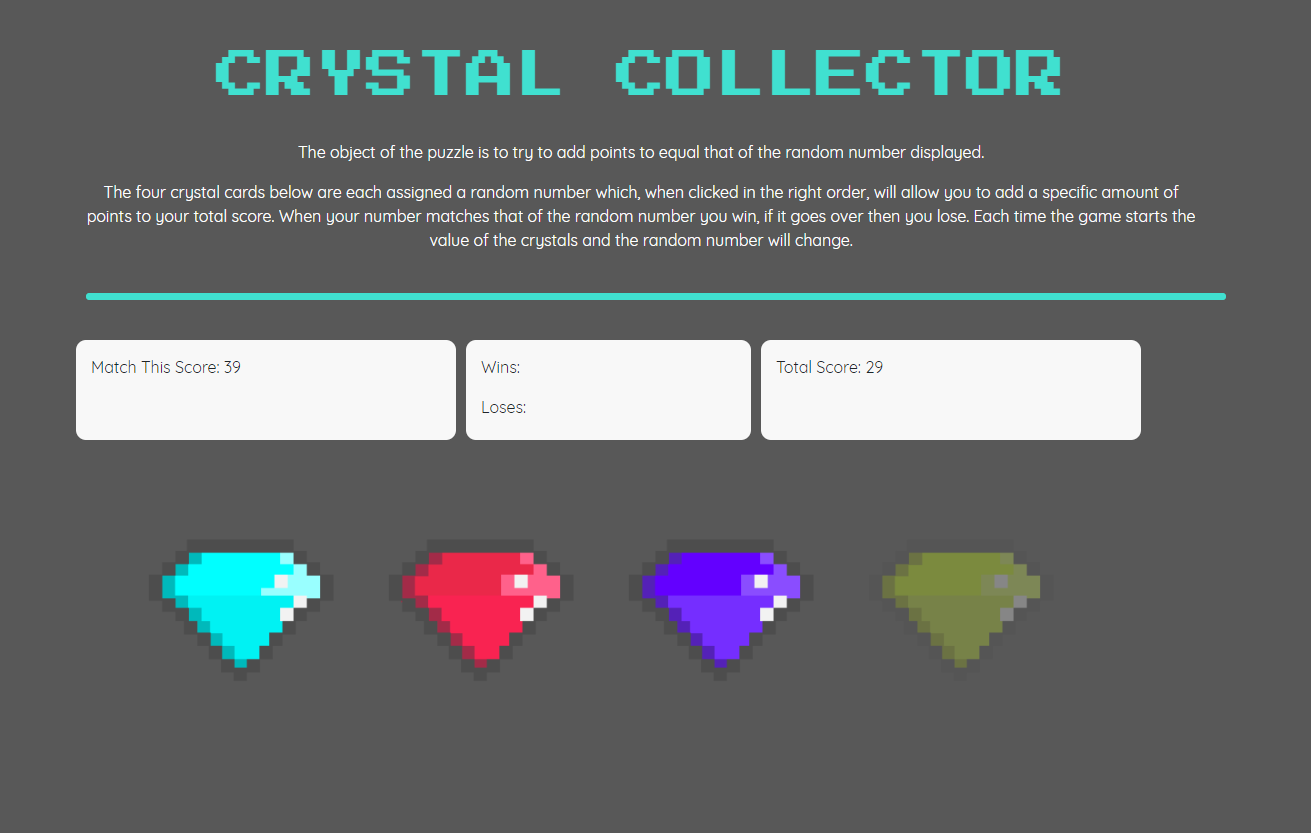 CRYSTAL COLLECTOR
The object of the puzzle is to try to add points to equal that of the random number displayed.
The four crystal cards below are each assigned a random number which, when clicked in the right order, will allow you to add a specific amount of
points to your total score. When your number matches that of the random number you win, if it goes over then you lose. Each time the game starts the
value of the crystals and the random number will change.
Match This Score: 39
Wins:
Loses:
Total Score: 29